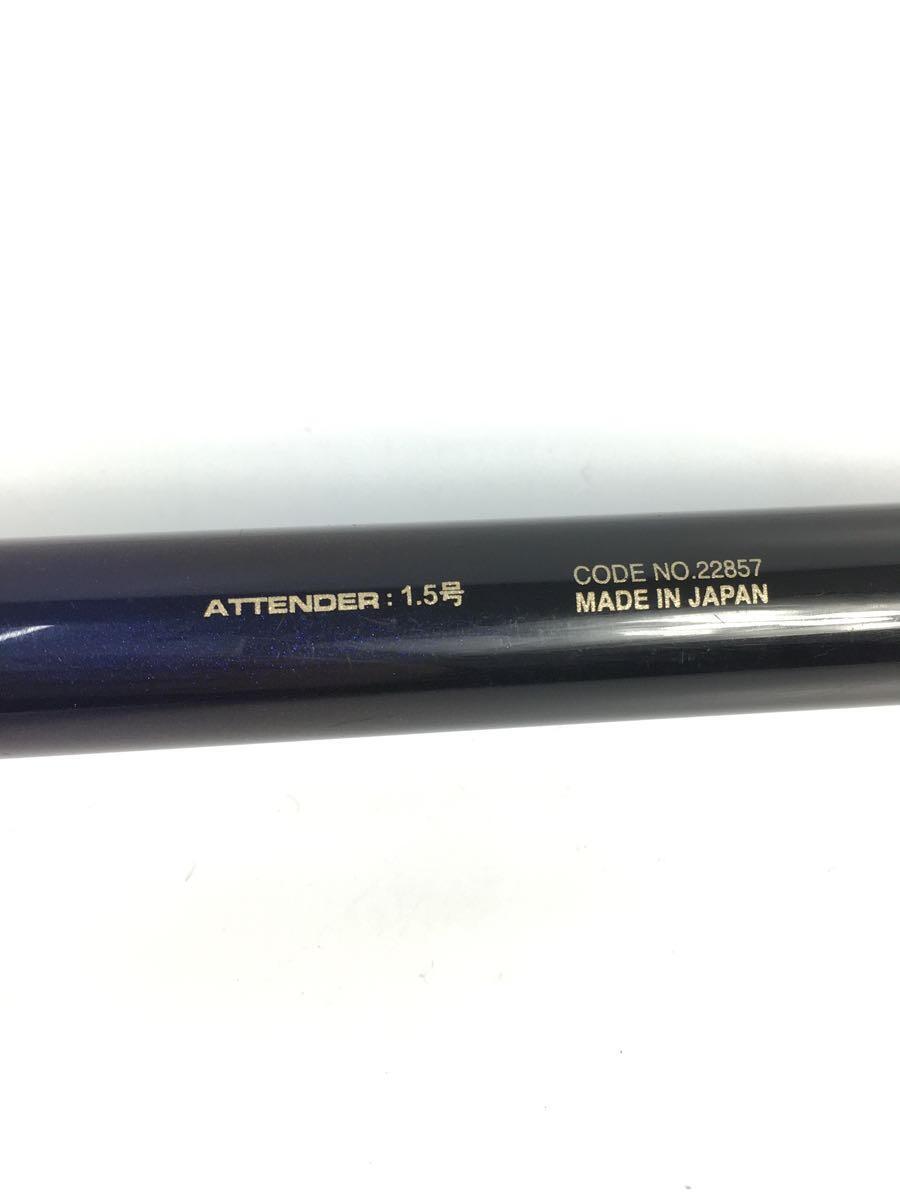 ATTENDER : 1.5号
CODE NO.22857
MADE IN JAPAN